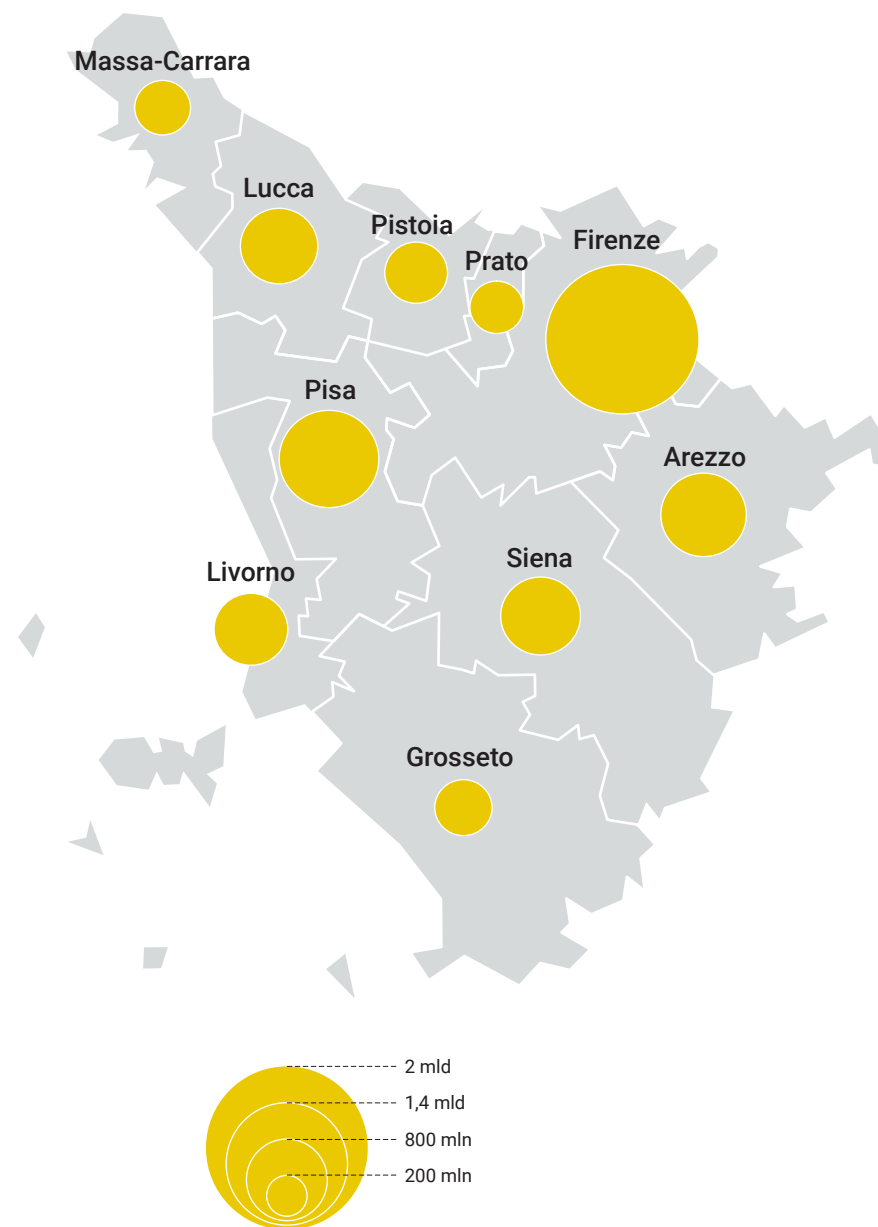 Massa-Carrara
Lucca
Pistoia
Prato
Firenze
Pisa
Arezzo
Siena
Livorno
Grosseto
2 mld
1,4 mld
800 mln
200 mln